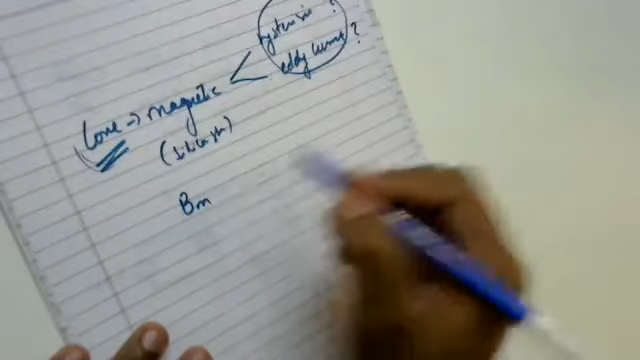 hysteresis ?
eddy current ?
Core → magnetic <
Bm